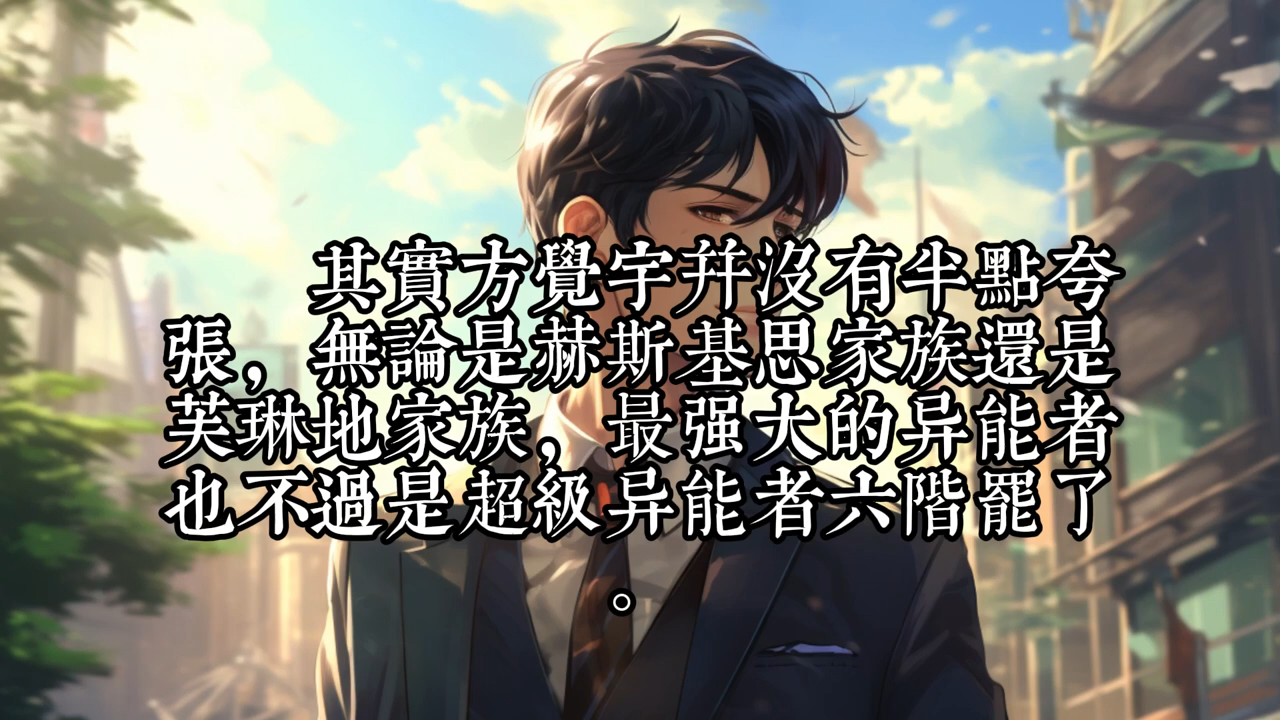 其實方覺宇幷沒有半點夸
張，無論是赫斯基思家族還是
芙琳地家族，最强大的异能者
也不過是超級异能者六階罷了
。